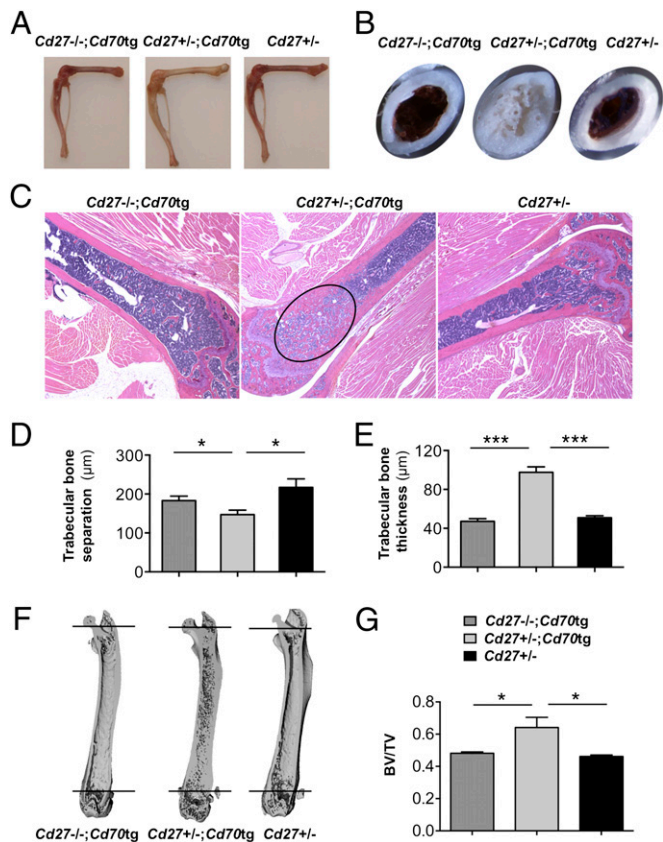 A
Cd27-/-;Cd70tg Cd27+/-;Cd70tg Cd27+/-
B
Cd27-/-;Cd70tg Cd27+/-;Cd70tg Cd27+/-
C
Cd27-/-;Cd70tg Cd27+/-;Cd70tg Cd27+/-
D
Trabecular bone
separation (μm)
300
200
100
0
* *
E
Trabecular bone
thickness (μm)
120
80
40
0
*** ***
F
Cd27-/-;Cd70tg Cd27+/-;Cd70tg Cd27+/-
G
Cd27-/-;Cd70tg
Cd27+/-;Cd70tg
Cd27+/-
BV/TV
0.8
0.6
0.4
0.2
0.0
* *